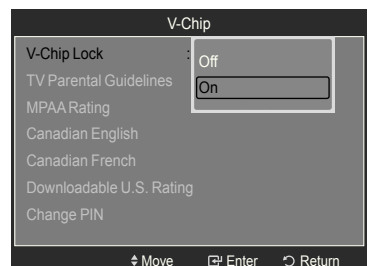 V-Chip
V-Chip Lock :
Off
On
TV Parental Guidelines
MPAA Rating
Canadian English
Canadian French
Downloadable U.S. Rating
Change PIN
Move Enter Return